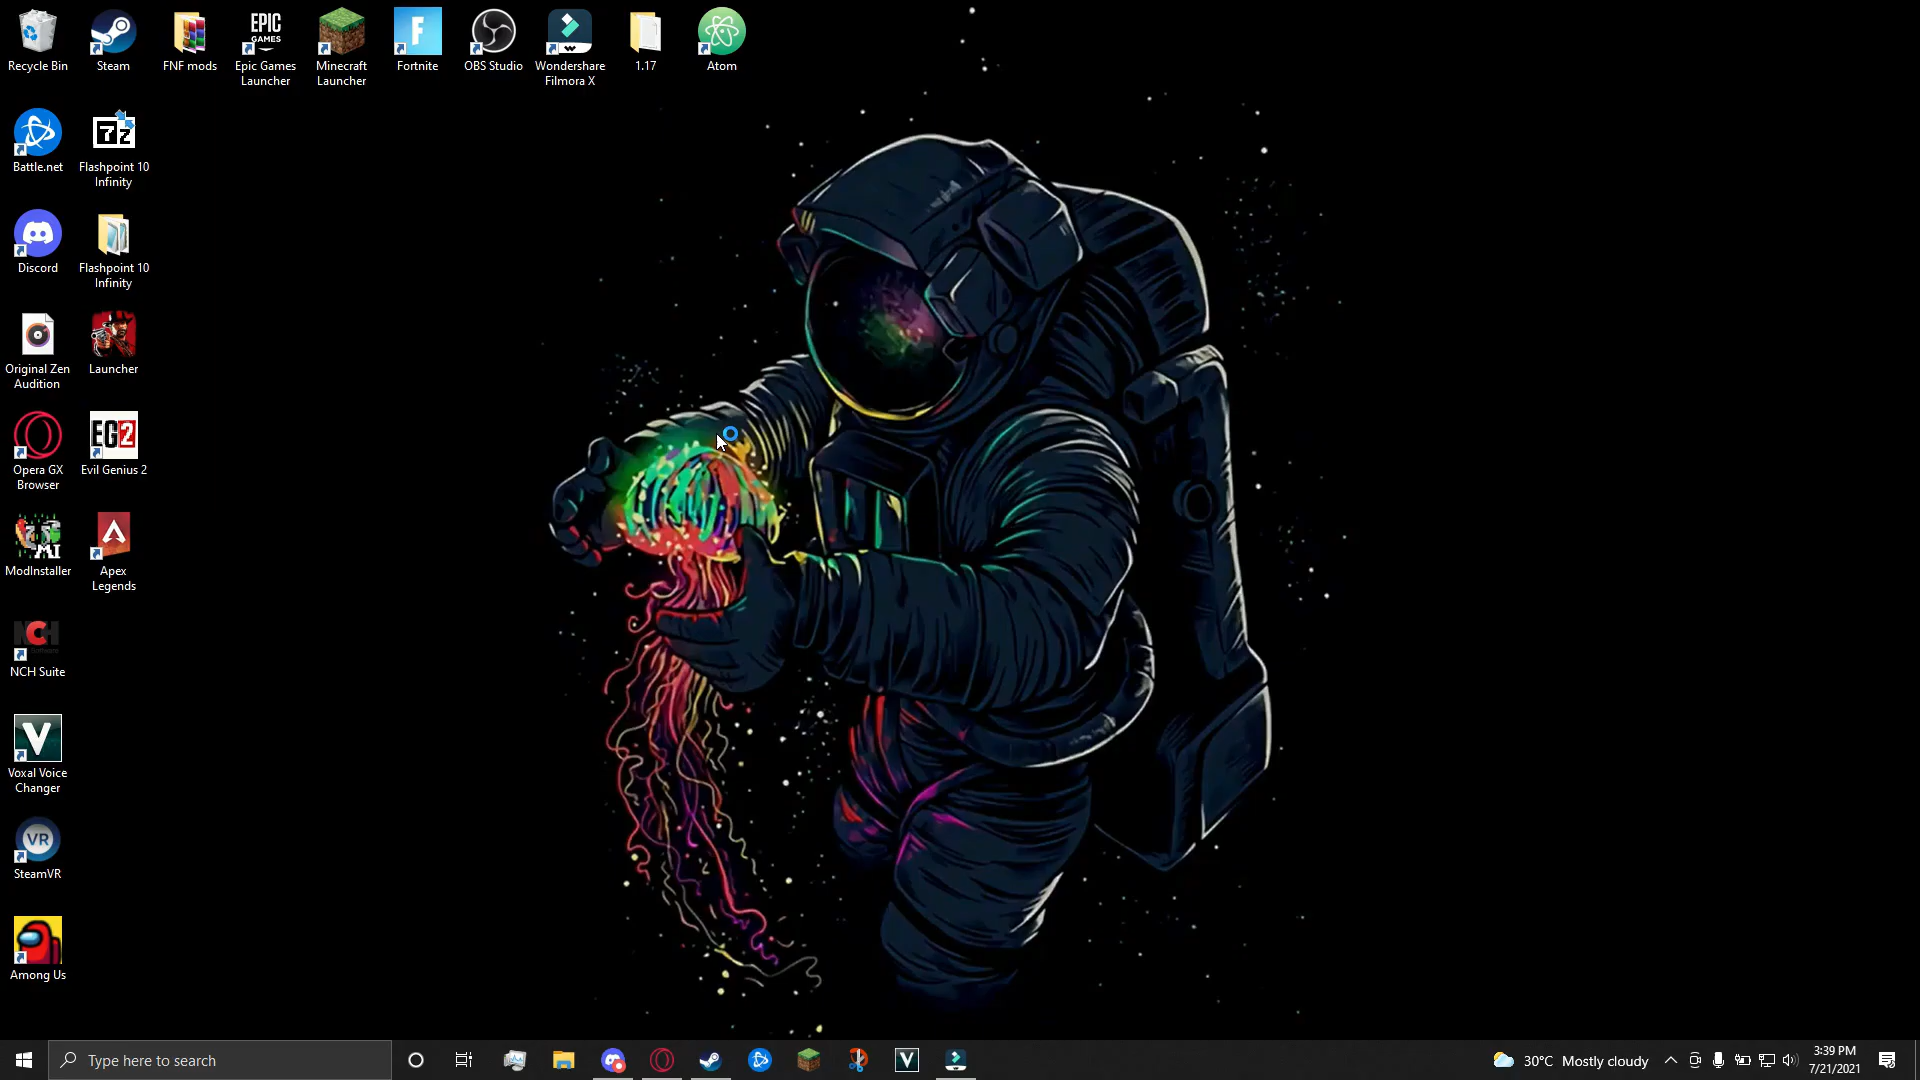 Recycle Bin
Steam
FNF mods
EPIC
GAMES
Epic Games
Launcher
Minecraft
Launcher
F
Fortnite
OBS Studio
Wondershare
Filmora X
1.17
Atom
Battle.net
7z
Flashpoint 10
Infinity
Discord
Flashpoint 10
Infinity
Original Zen
Audition
Launcher
Opera GX
Browser
EG2
Evil Genius 2
MI
ModInstaller
Apex
Legends
NCH
Software
NCH Suite
V
Voxal Voice
Changer
VR
SteamVR
Among Us
Type here to search
V
30°C Mostly cloudy
3:39 PM
7/21/2021